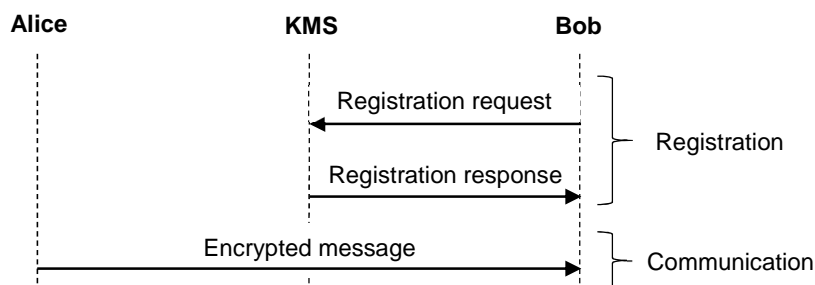 Alice KMS Bob
Registration request
Registration
Registration response
Encrypted message
Communication